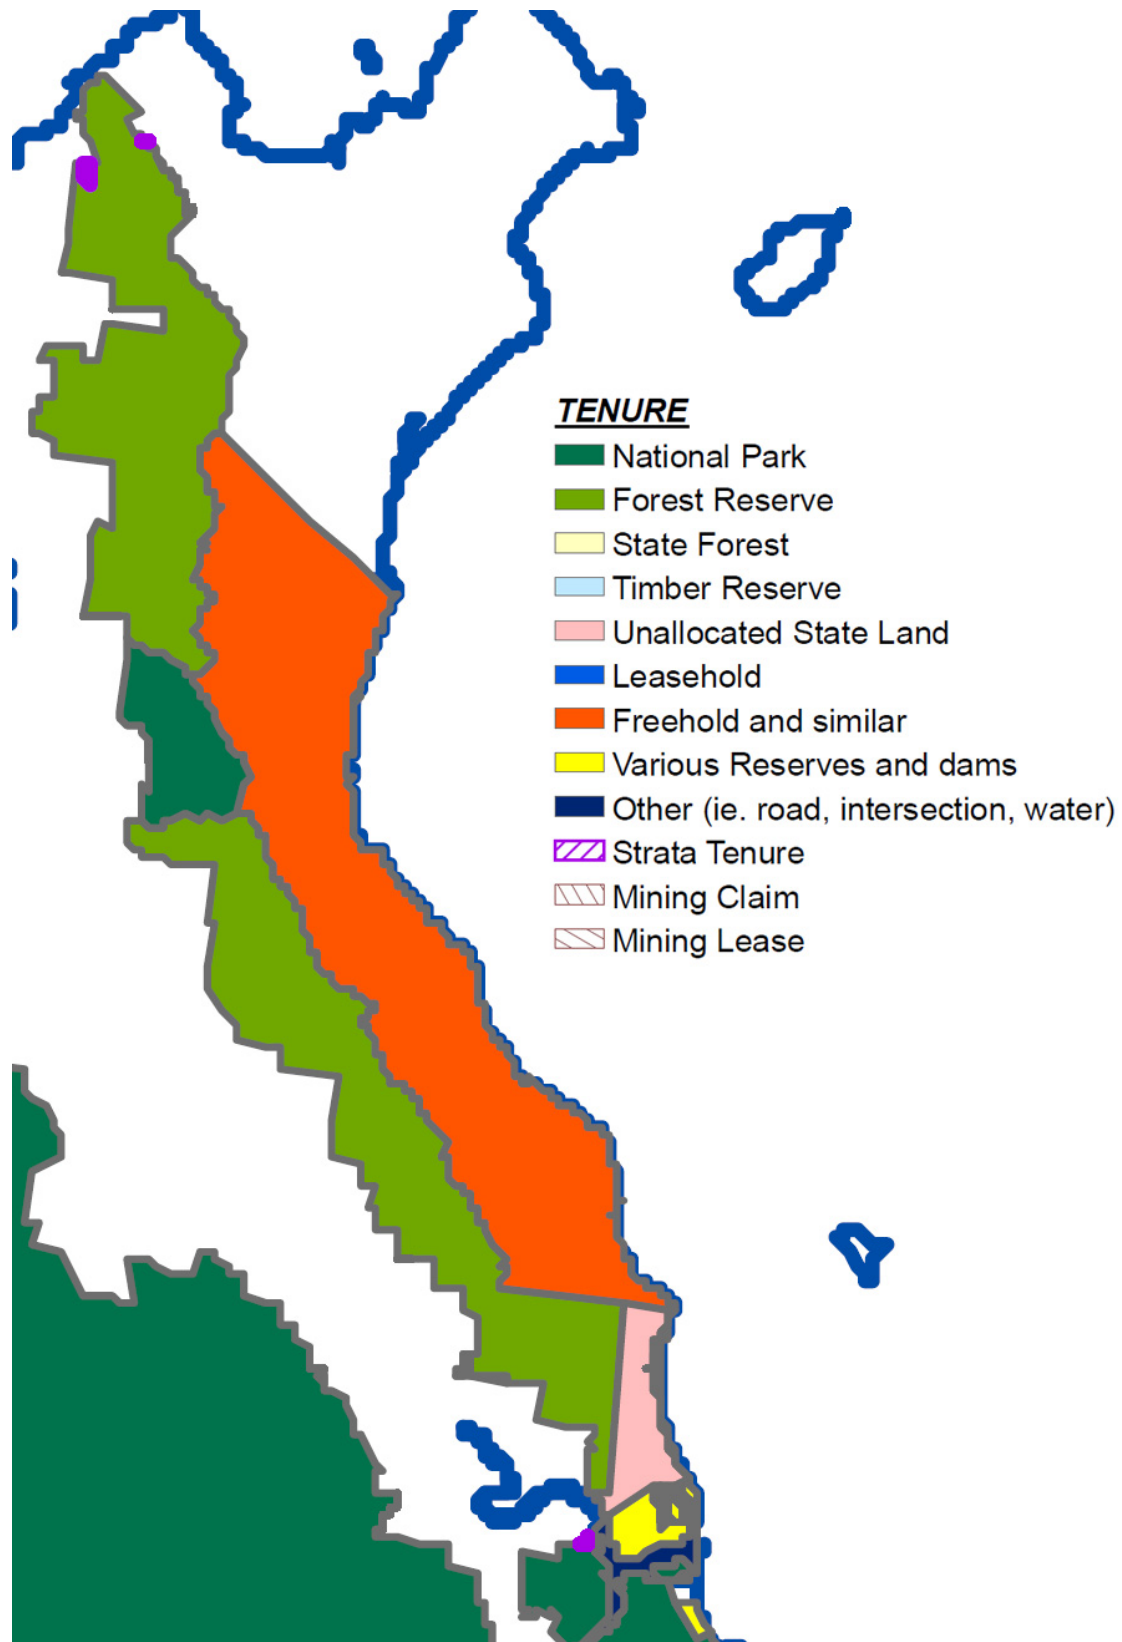 TENURE
National Park
Forest Reserve
State Forest
Timber Reserve
Unallocated State Land
Leasehold
Freehold and similar
Various Reserves and dams
Other (ie. road, intersection, water)
Strata Tenure
Mining Claim
Mining Lease